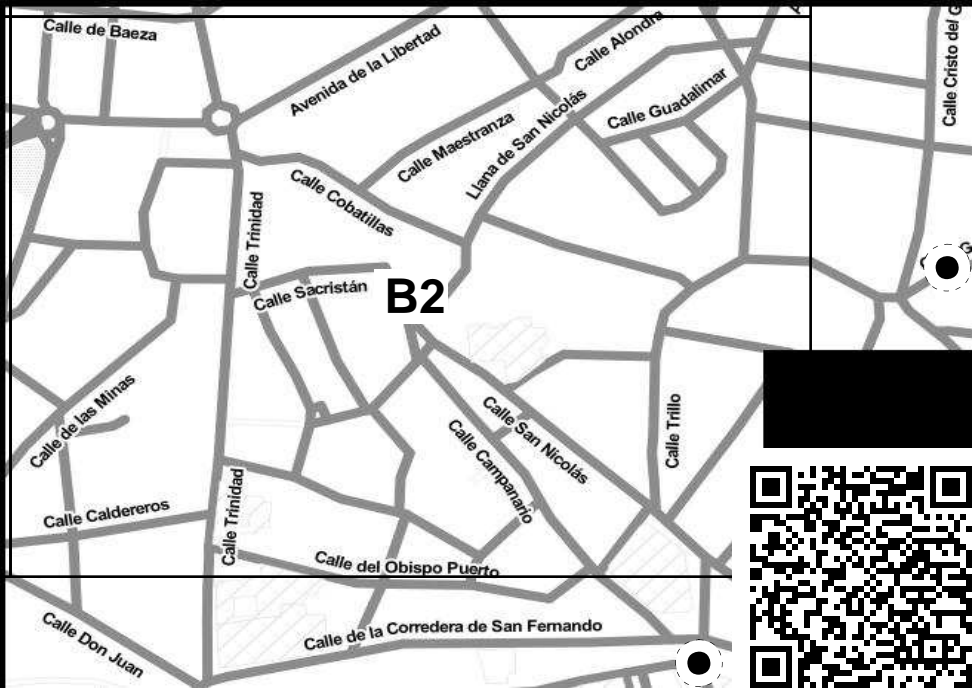 Calle de Baeza
Avenida de la Libertad
Calle Alondra
Calle Cristo del G
Calle Maestranza
Llana de San Nicolás
Calle Guadalimar
Calle Cobatillas
Calle Trinidad
Calle Sacristán
B2
Calle de las Minas
Calle San Nicolás
Calle Trillo
Calle Campanario
Calle Caldereros
Calle Trinidad
Calle del Obispo Puerto
Calle Don Juan
Calle de la Corredera de San Fernando